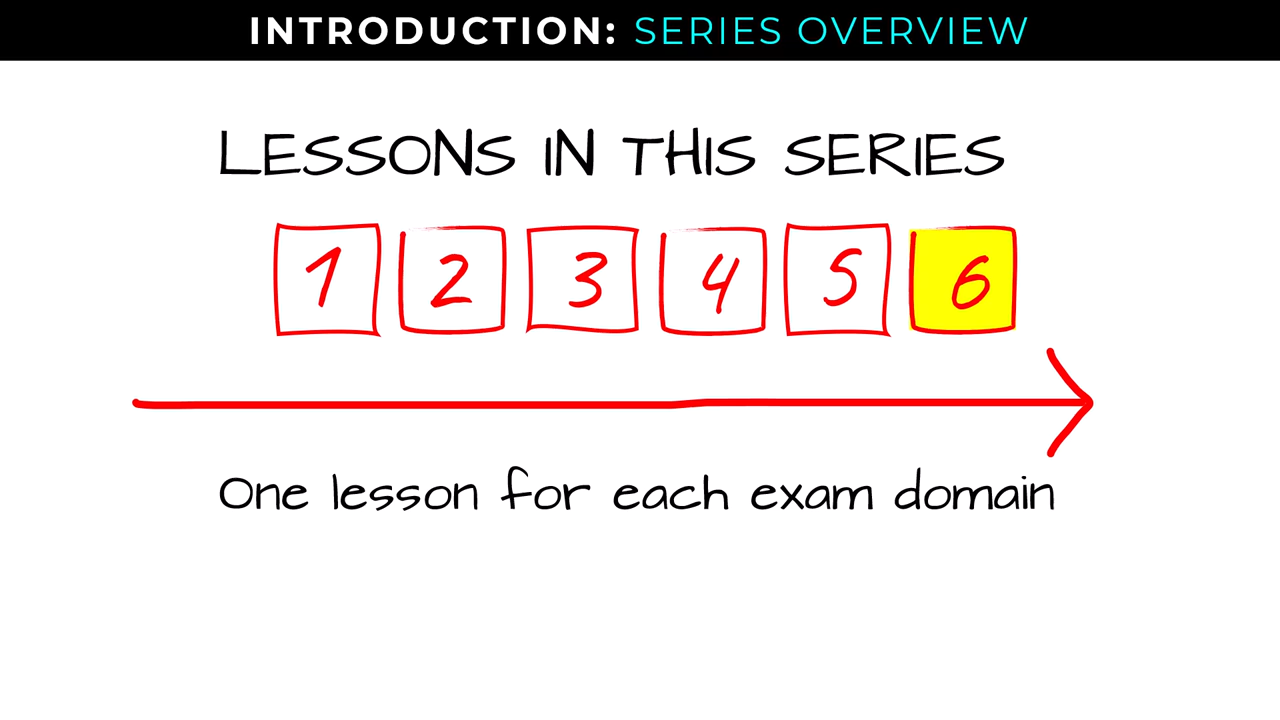 INTRODUCTION: SERIES OVERVIEW
LESSONS IN THIS SERIES
1 2 3 4 5 6
One lesson for each exam domain